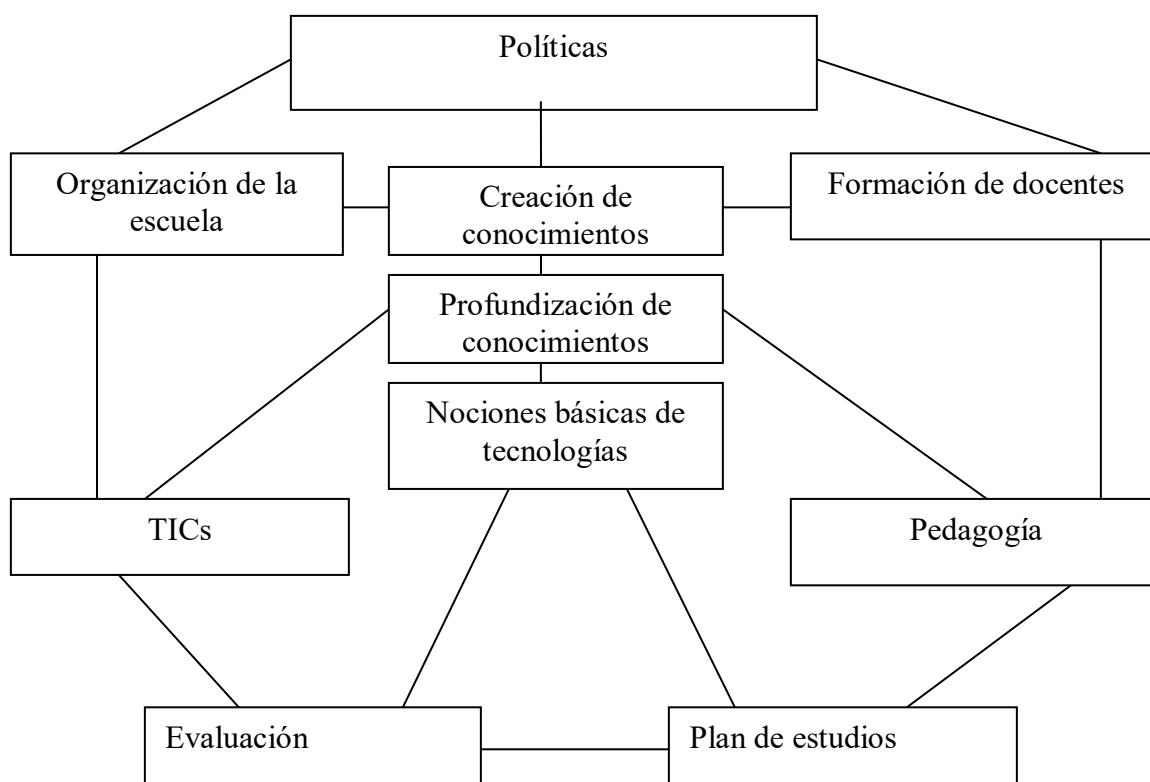 Políticas
Organización de la
escuela
Creación de
conocimientos
Formación de docentes
Profundización de
conocimientos
Nociones básicas de
tecnologías
TICs
Pedagogía
Evaluación
Plan de estudios